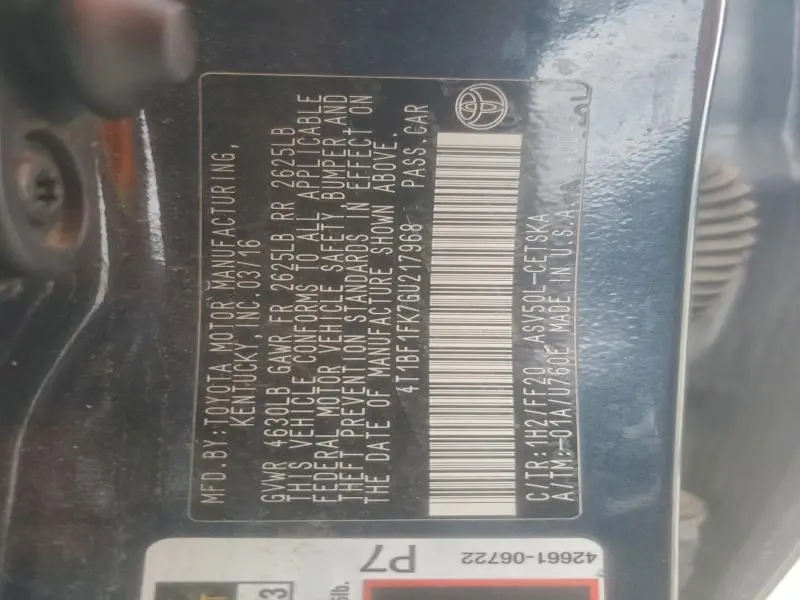 MFD. BY: TOYOTA MOTOR MANUFACTURING,
KENTUCKY, INC. 03/16
GVWR 4630LB GAWR FR 2625LB RR 2625LB
THIS VEHICLE CONFORMS TO ALL APPLICABLE
FEDERAL MOTOR VEHICLE SAFETY BUMPER AND
THEFT PREVENTION STANDARDS IN EFFECT ON
THE DATE OF MANUFACTURE SHOWN ABOVE.
4T1BF1FK7GU217968 PASS.CAR
C/TR:1H2/FF20 ASV50L-CETSKA
A/TM:-01A/U760E MADE IN U.S.A.
P7
42661-06722
3
lb.